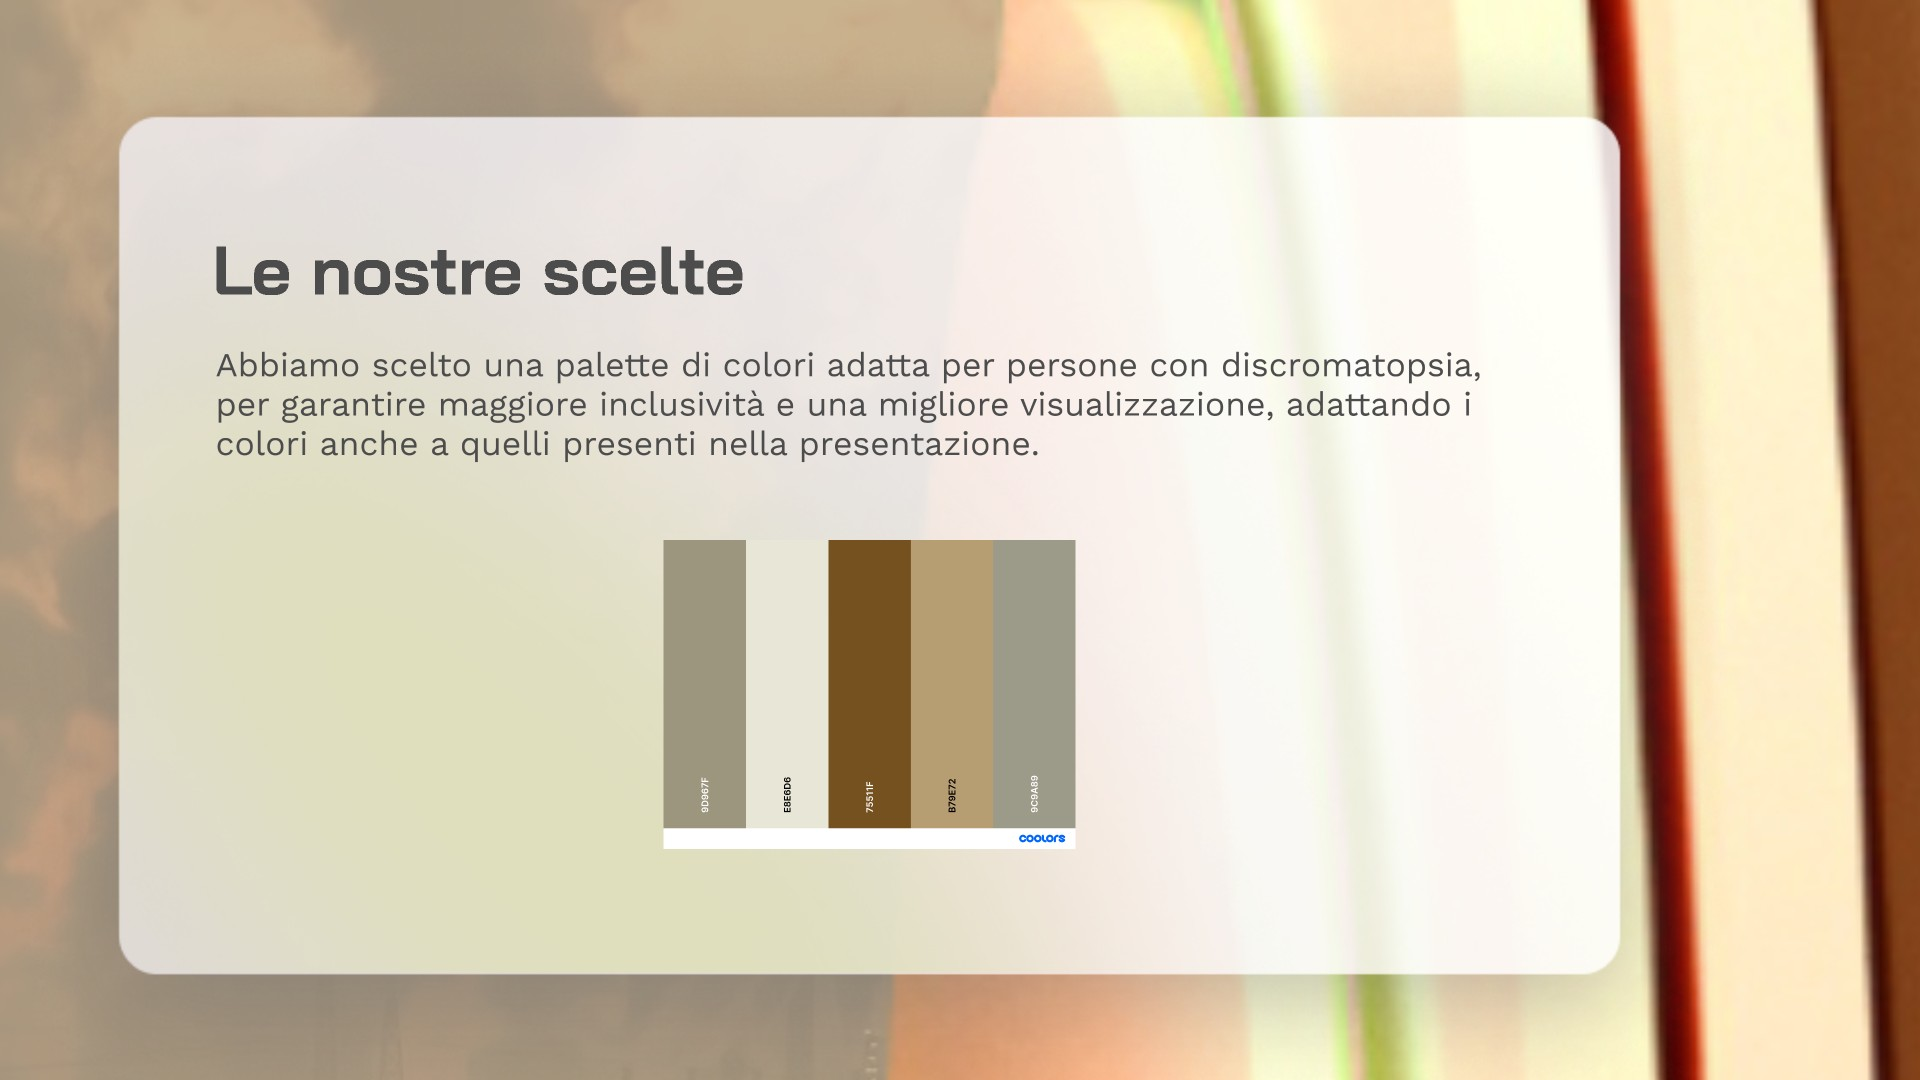 Le nostre scelte
Abbiamo scelto una palette di colori adatta per persone con discromatopsia,
per garantire maggiore inclusività e una migliore visualizzazione, adattando i
colori anche a quelli presenti nella presentazione.
9D967F
E8E6D6
75511F
B79E72
9C9A89
coolors